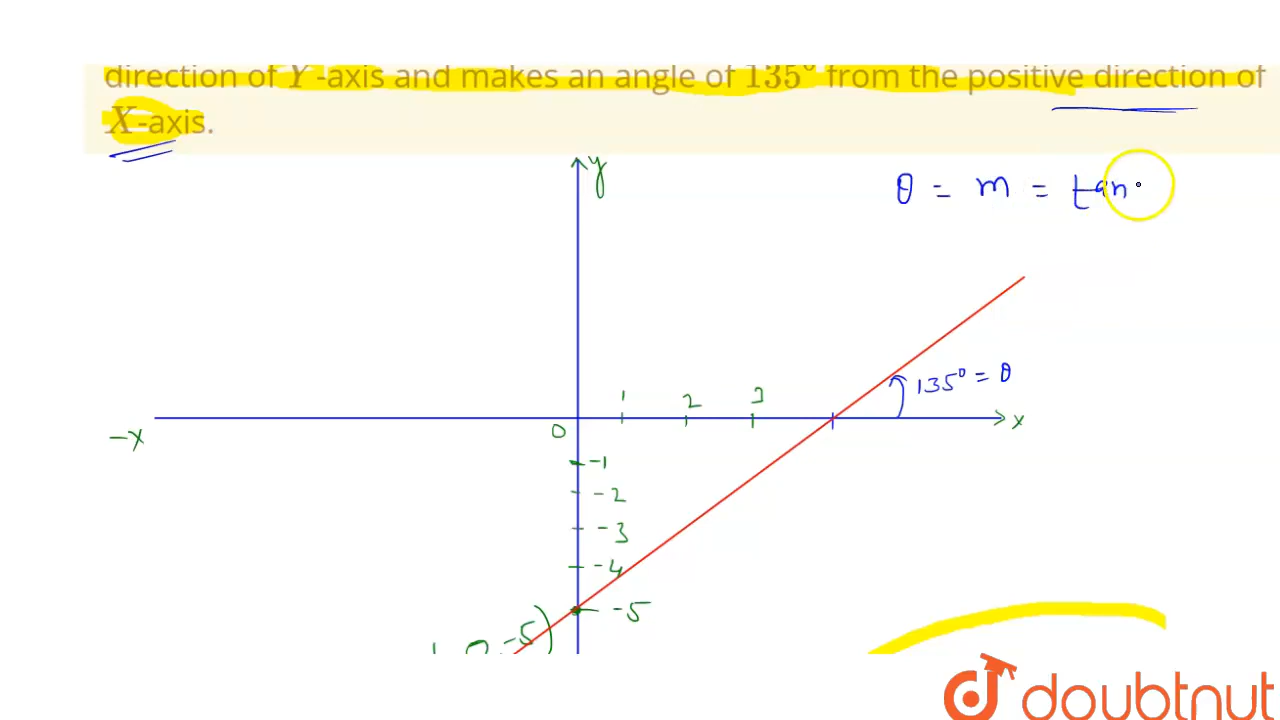 direction of Y-axis and makes an angle of 135° from the positive direction of
X-axis.
y
θ = m = tan
135° = θ
1 2 3
-x
0
x
-1
-2
-3
-4
-5
-5)
doubtnut